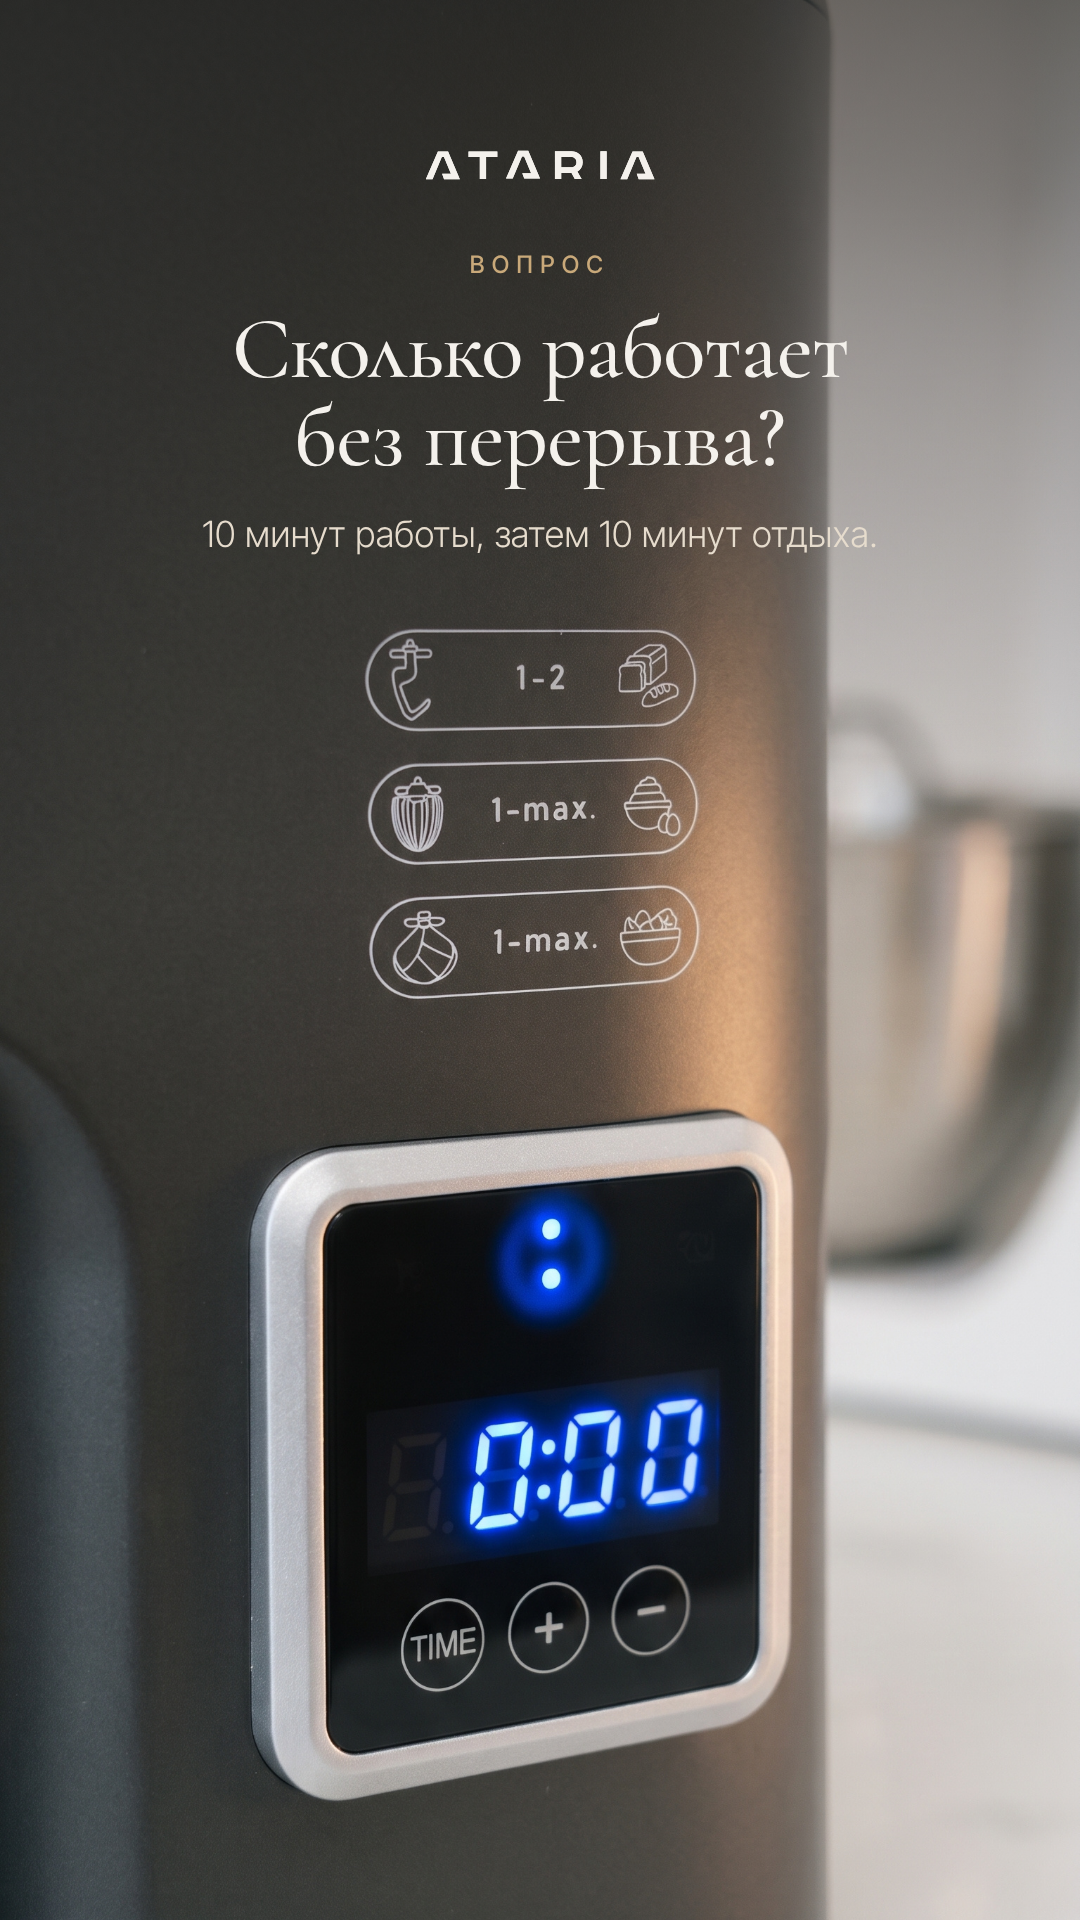 ATARIA
ВОПРОС
Сколько работает
без перерыва?
10 минут работы, затем 10 минут отдыха.
1-2
1-max.
1-max.
0:00
TIME + −